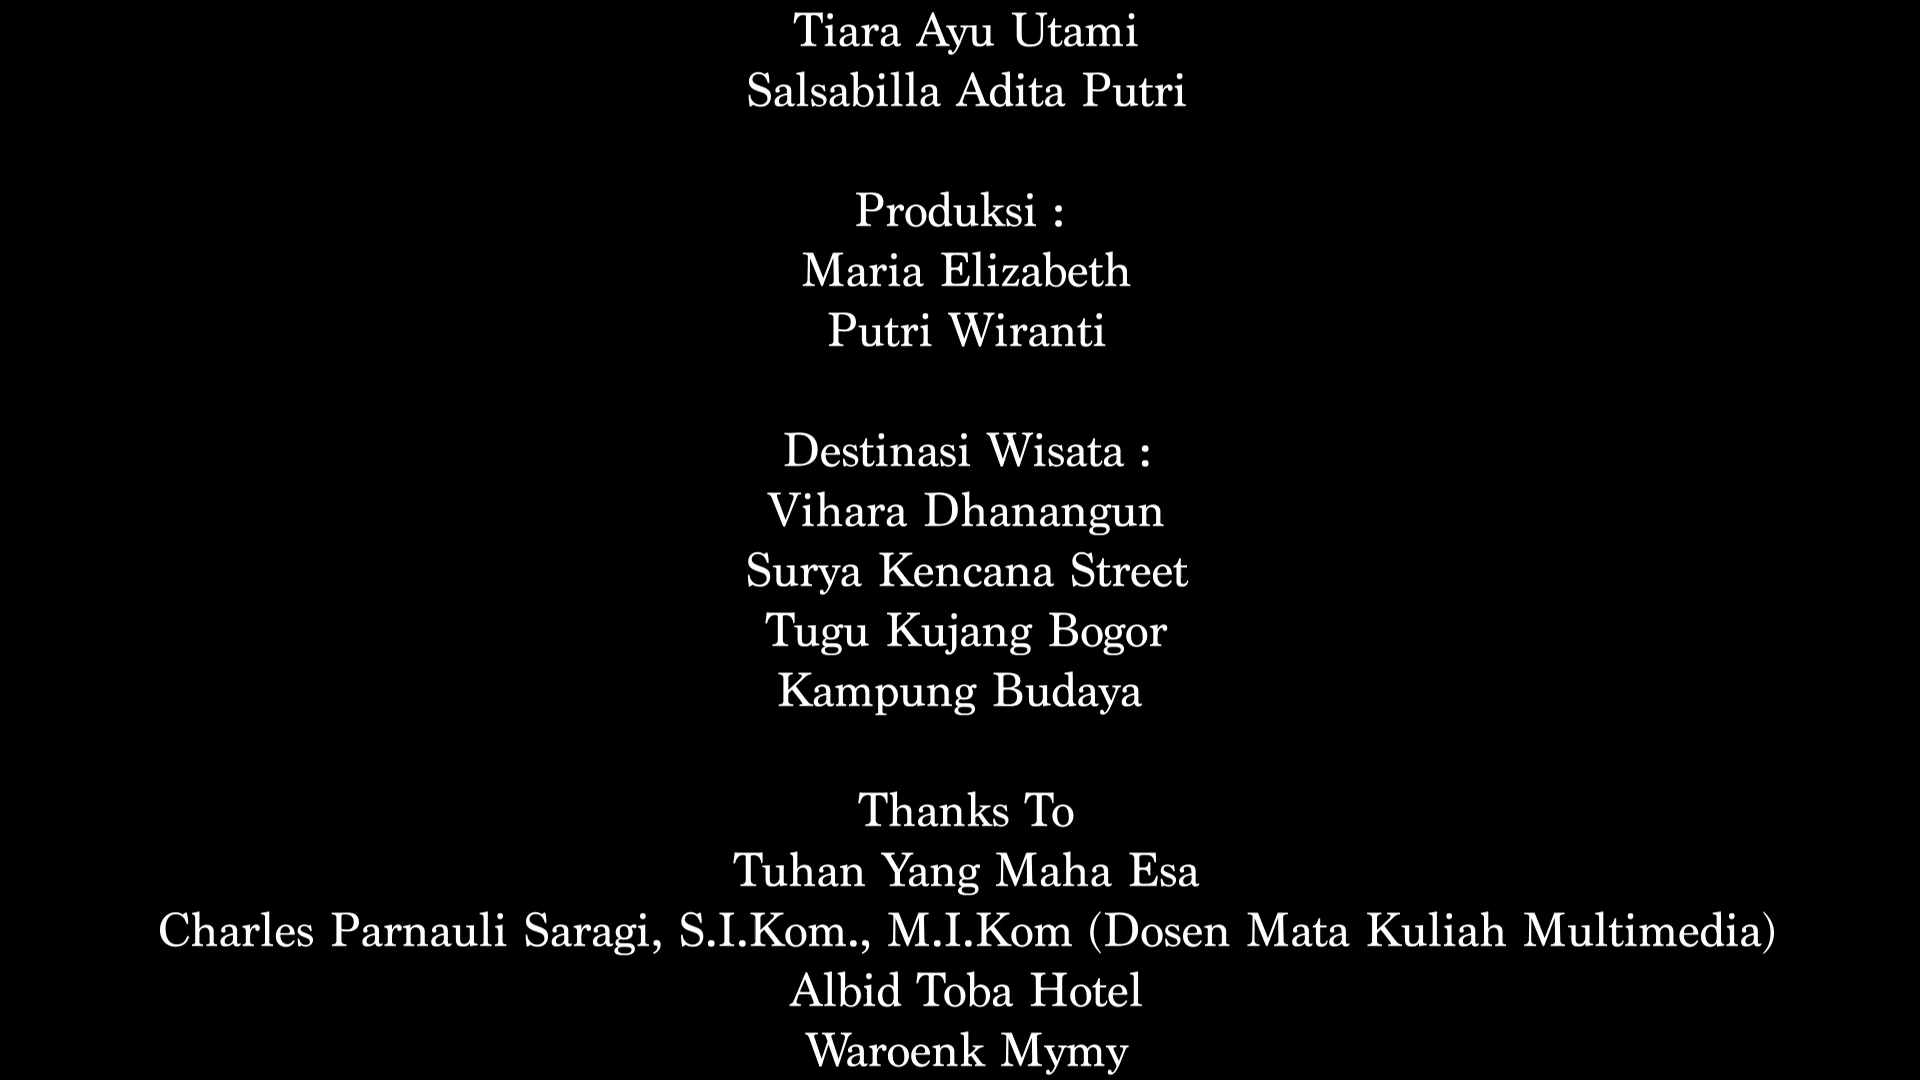 Tiara Ayu Utami
Salsabilla Adita Putri
Produksi :
Maria Elizabeth
Putri Wiranti
Destinasi Wisata :
Vihara Dhanangun
Surya Kencana Street
Tugu Kujang Bogor
Kampung Budaya
Thanks To
Tuhan Yang Maha Esa
Charles Parnauli Saragi, S.I.Kom., M.I.Kom (Dosen Mata Kuliah Multimedia)
Albid Toba Hotel
Waroenk Mymy